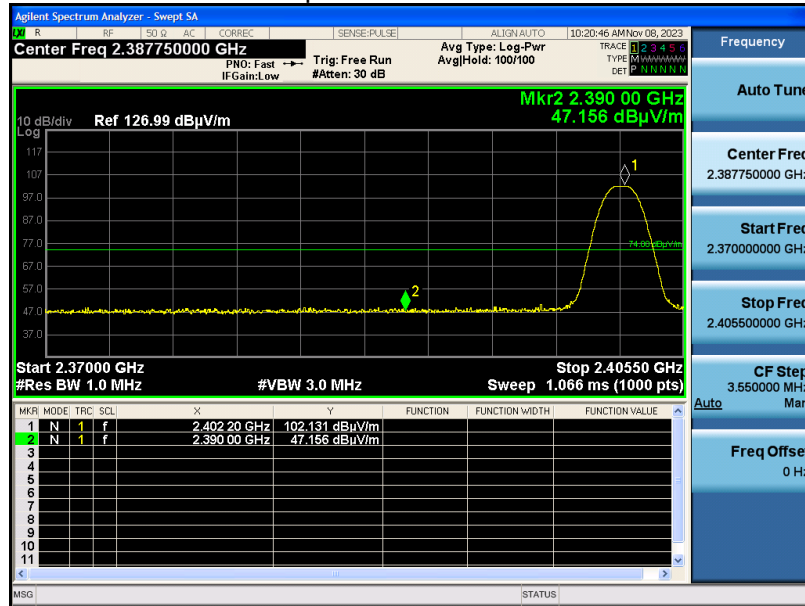 Agilent Spectrum Analyzer - Swept SA
LXI R RF 50 Ω AC CORREC SENSE:PULSE ALIGN AUTO 10:20:46 AM Nov 08, 2023
Center Freq 2.387750000 GHz
PNO: Fast
IFGain:Low
Trig: Free Run
#Atten: 30 dB
Avg Type: Log-Pwr
Avg|Hold: 100/100
TRACE 1 2 3 4 5 6
TYPE M
DET P N N N N N
Mkr2 2.390 00 GHz
47.156 dBµV/m
10 dB/div Ref 126.99 dBµV/m
Log
117
107
97.0
87.0
77.0
67.0
57.0
47.0
37.0
1
2
74.00 dBµV/m
Start 2.37000 GHz Stop 2.40550 GHz
#Res BW 1.0 MHz #VBW 3.0 MHz Sweep 1.066 ms (1000 pts)
MKR MODE TRC SCL X Y FUNCTION FUNCTION WIDTH FUNCTION VALUE
1 N 1 f 2.402 20 GHz 102.131 dBµV/m
2 N 1 f 2.390 00 GHz 47.156 dBµV/m
3
4
5
6
7
8
9
10
11
MSG STATUS
Frequency
Auto Tune
Center Freq
2.387750000 GHz
Start Freq
2.370000000 GHz
Stop Freq
2.405500000 GHz
CF Step
3.550000 MHz
Auto Man
Freq Offset
0 Hz